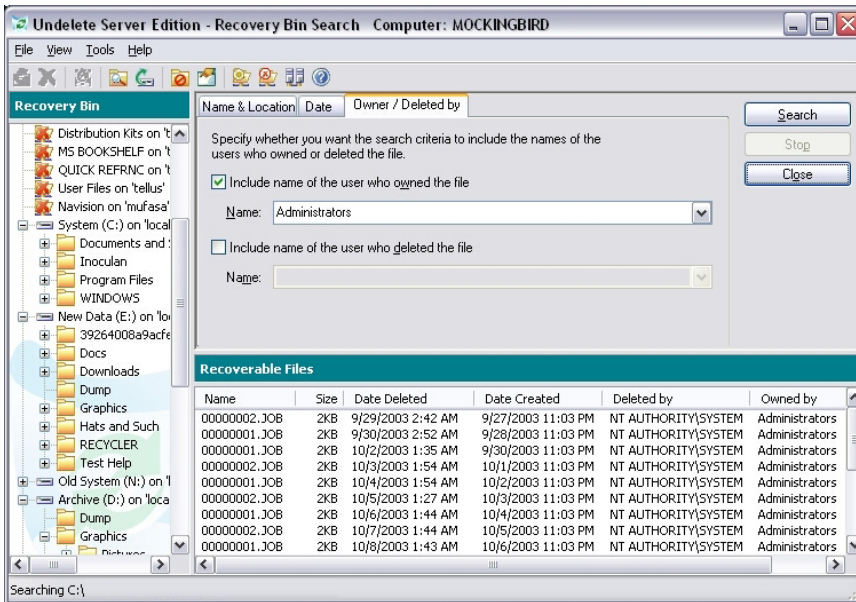 Undelete Server Edition - Recovery Bin Search Computer: MOCKINGBIRD
File View Tools Help
Recovery Bin
Distribution Kits on 't
MS BOOKSHELF on 't
QUICK REFRNC on 't
User Files on 'tellus'
Navision on 'mufasa'
System (C:) on 'local
Documents and
Inoculan
Program Files
WINDOWS
New Data (E:) on 'lo
39264008a9acfe
Docs
Downloads
Dump
Graphics
Hats and Such
RECYCLER
Test Help
Old System (N:) on 'l
Archive (D:) on 'loca
Dump
Graphics
Pictures
Name & Location Date Owner / Deleted by
Specify whether you want the search criteria to include the names of the
users who owned or deleted the file.
Include name of the user who owned the file
Name: Administrators
Include name of the user who deleted the file
Name:
Search
Stop
Close
Recoverable Files
Name Size Date Deleted Date Created Deleted by Owned by
00000002.JOB 2KB 9/29/2003 2:42 AM 9/27/2003 11:03 PM NT AUTHORITY\SYSTEM Administrators
00000001.JOB 2KB 9/30/2003 2:52 AM 9/28/2003 11:03 PM NT AUTHORITY\SYSTEM Administrators
00000001.JOB 2KB 10/2/2003 1:35 AM 9/30/2003 11:03 PM NT AUTHORITY\SYSTEM Administrators
00000002.JOB 2KB 10/3/2003 1:54 AM 10/1/2003 11:03 PM NT AUTHORITY\SYSTEM Administrators
00000001.JOB 2KB 10/4/2003 1:54 AM 10/2/2003 11:03 PM NT AUTHORITY\SYSTEM Administrators
00000002.JOB 2KB 10/5/2003 1:27 AM 10/3/2003 11:03 PM NT AUTHORITY\SYSTEM Administrators
00000001.JOB 2KB 10/6/2003 1:44 AM 10/4/2003 11:03 PM NT AUTHORITY\SYSTEM Administrators
00000002.JOB 2KB 10/7/2003 1:44 AM 10/5/2003 11:03 PM NT AUTHORITY\SYSTEM Administrators
00000001.JOB 2KB 10/8/2003 1:43 AM 10/6/2003 11:03 PM NT AUTHORITY\SYSTEM Administrators
Searching C:\